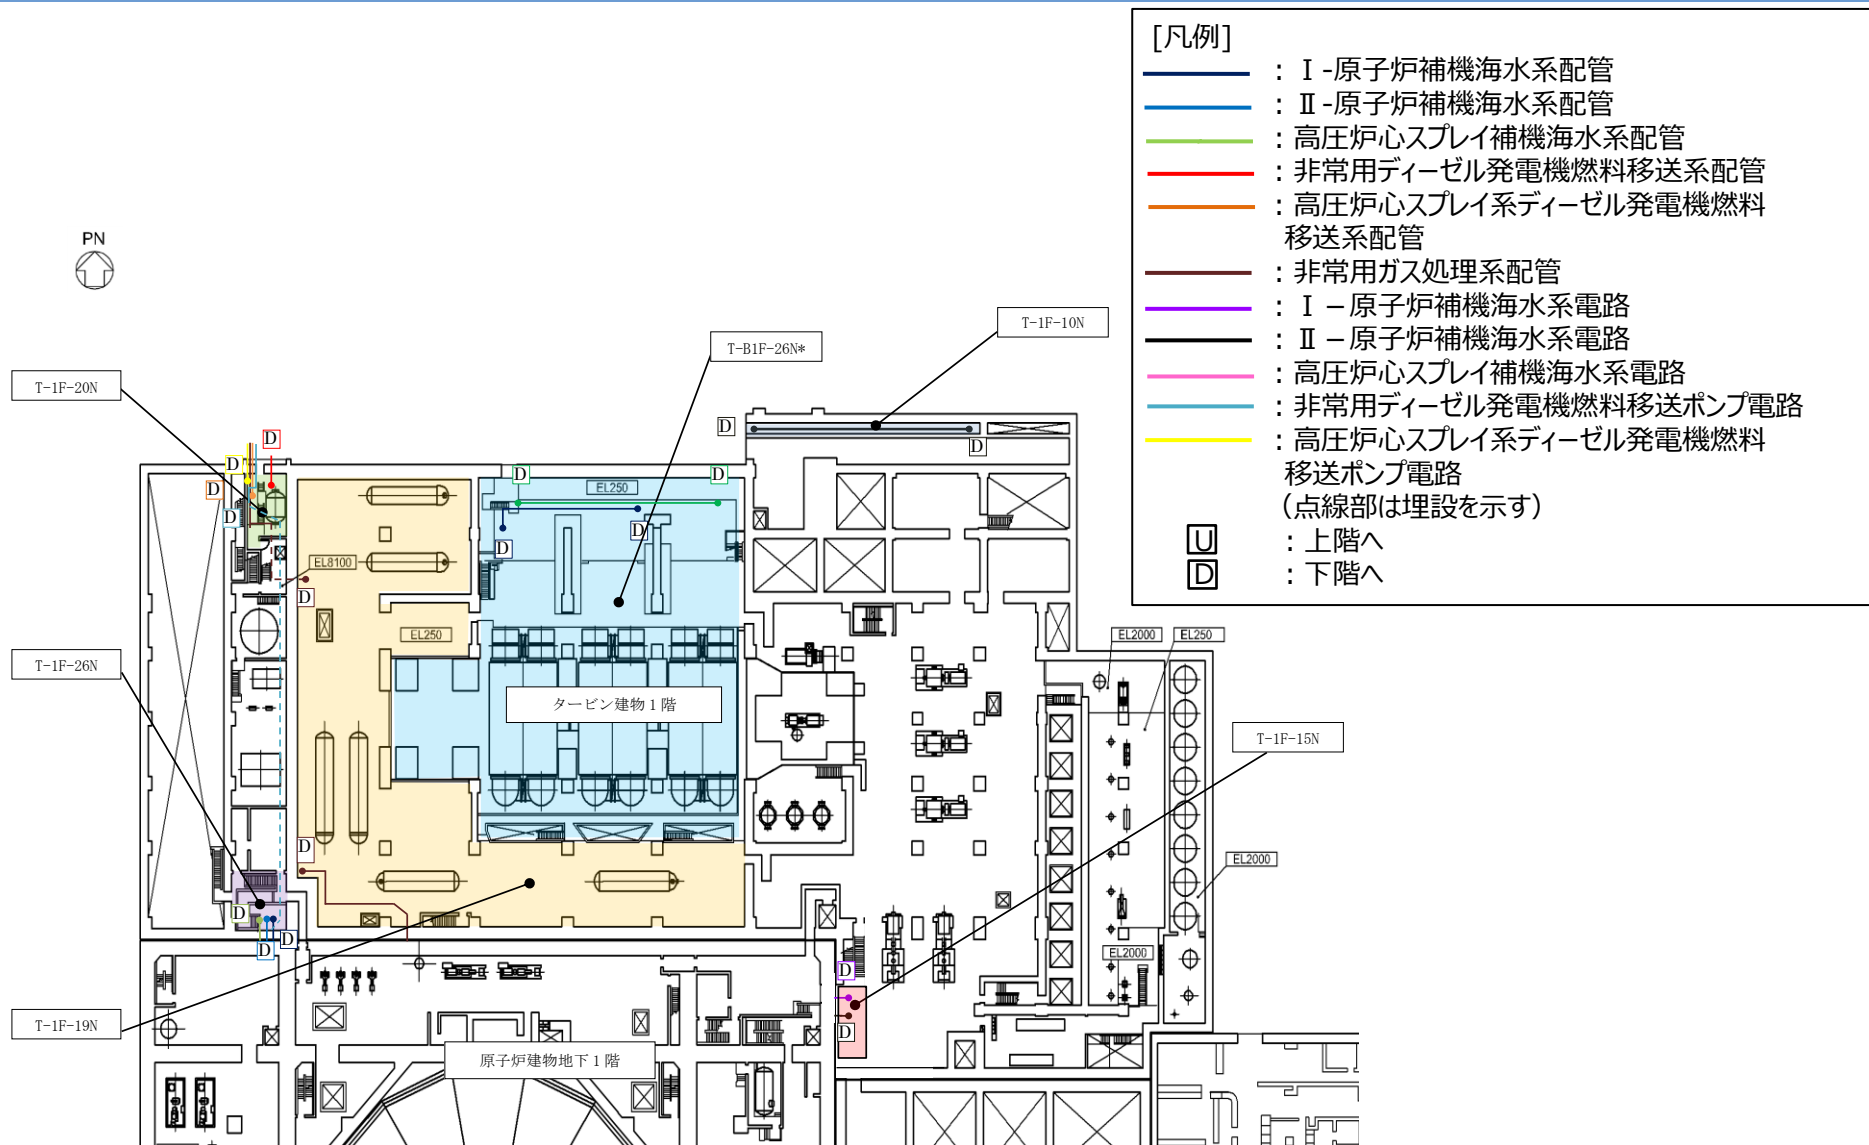 [凡例]
：Ⅰ-原子炉補機海水系配管
：Ⅱ-原子炉補機海水系配管
：高圧炉心スプレイ補機海水系配管
：非常用ディーゼル発電機燃料移送系配管
：高圧炉心スプレイ系ディーゼル発電機燃料
移送系配管
：非常用ガス処理系配管
：Ⅰ－原子炉補機海水系電路
：Ⅱ－原子炉補機海水系電路
：高圧炉心スプレイ補機海水系電路
：非常用ディーゼル発電機燃料移送ポンプ電路
：高圧炉心スプレイ系ディーゼル発電機燃料
移送ポンプ電路
（点線部は埋設を示す）
U ：上階へ
D ：下階へ
PN
T-1F-10N
T-B1F-26N*
T-1F-20N
D
D
D
D
D
D
D
D
EL250
D
D
D
EL8100
D
EL250
EL2000
EL250
T-1F-26N
タービン建物１階
T-1F-15N
D
EL2000
D
D
D
EL2000
D
T-1F-19N
D
原子炉建物地下１階